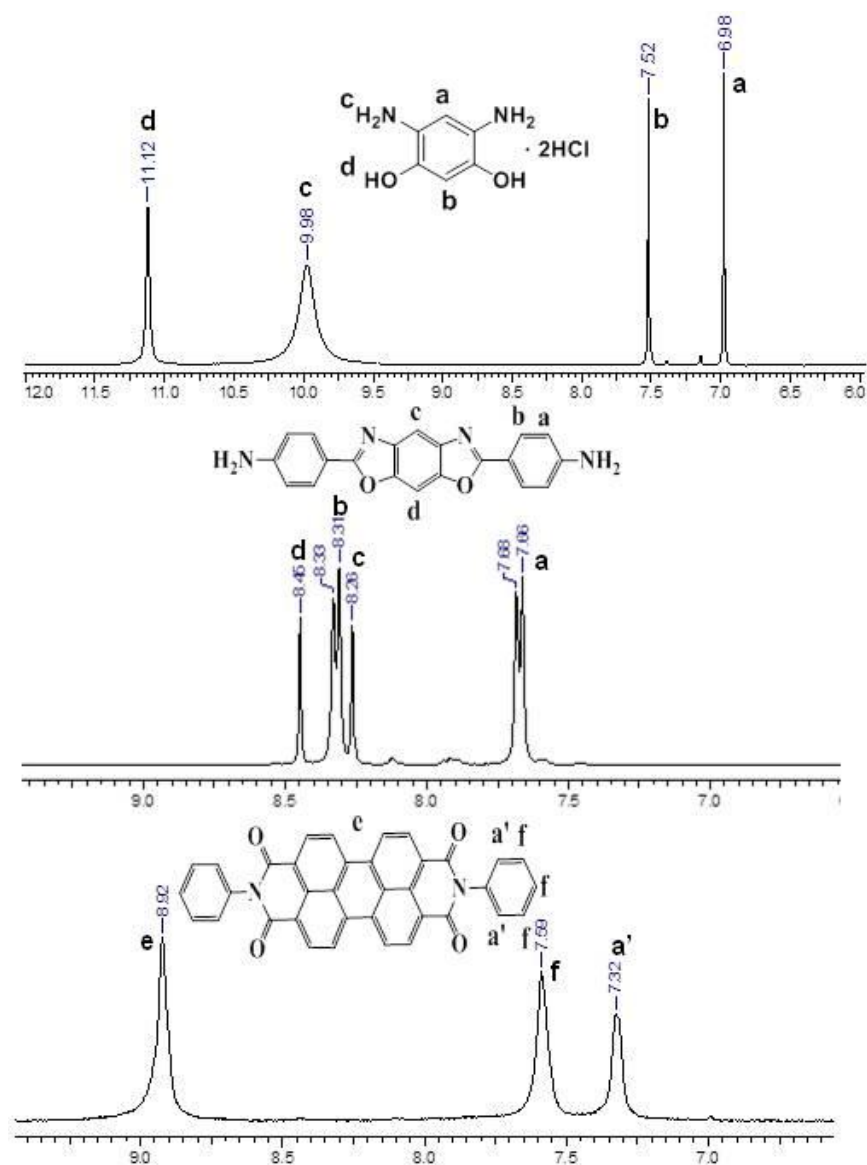 7.52
6.98
a
c
H₂N
a
NH₂
b
d
11.12
c
9.98
· 2HCl
d
HO
OH
b
12.0 11.5 11.0 10.5 10.0 9.5 9.0 8.5 8.0 7.5 7.0 6.5 6.0
c
b a
N N
H₂N
NH₂
O O
d
b
8.31
d
8.45
8.33
c
8.26
7.68
7.66
a
9.0 8.5 8.0 7.5 7.0 6
c
O O
a' f
8.92
N
N
f
e
O O
a' f
7.59
f
7.32
a'
9.0 8.5 8.0 7.5 7.0